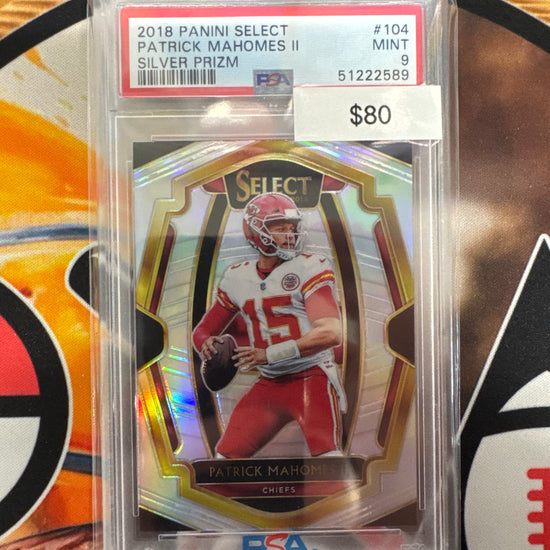 2018 PANINI SELECT #104
PATRICK MAHOMES II MINT
SILVER PRIZM 9
PSA 51222589
$80
SELECT
2018
15
PATRICK MAHOMES II
CHIEFS
PSA